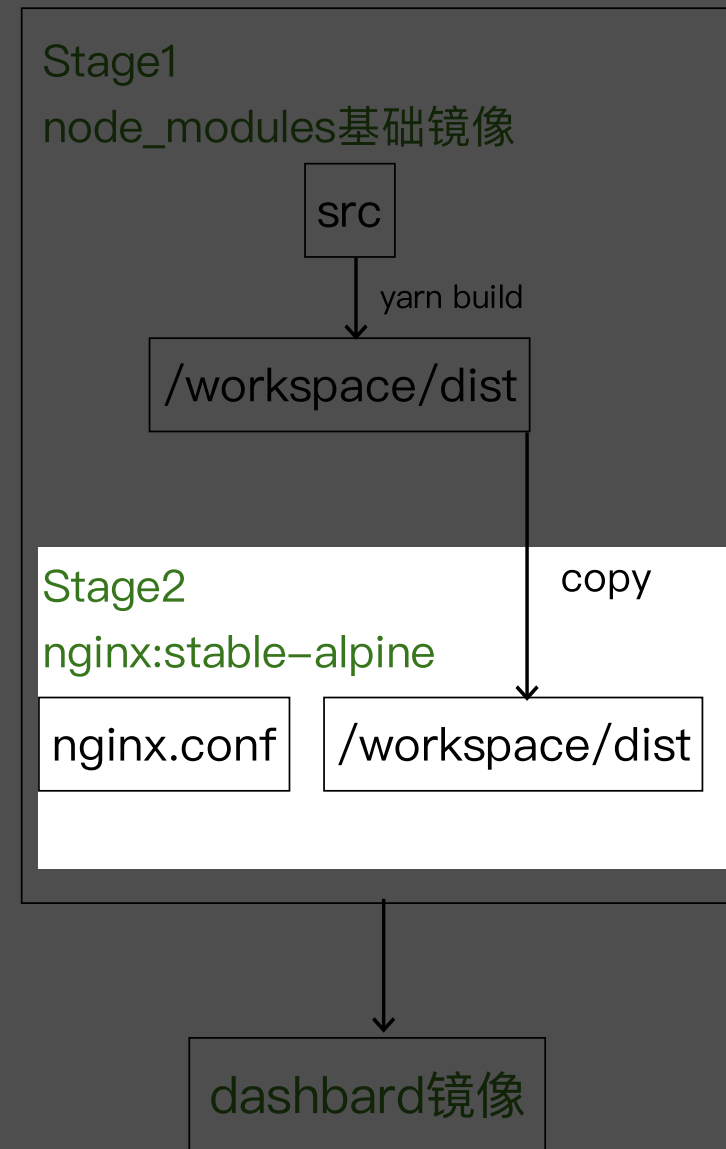 Stage1
node_modules基础镜像
src
yarn build
/workspace/dist
copy
Stage2
nginx:stable–alpine
nginx.conf
/workspace/dist
dashbard镜像